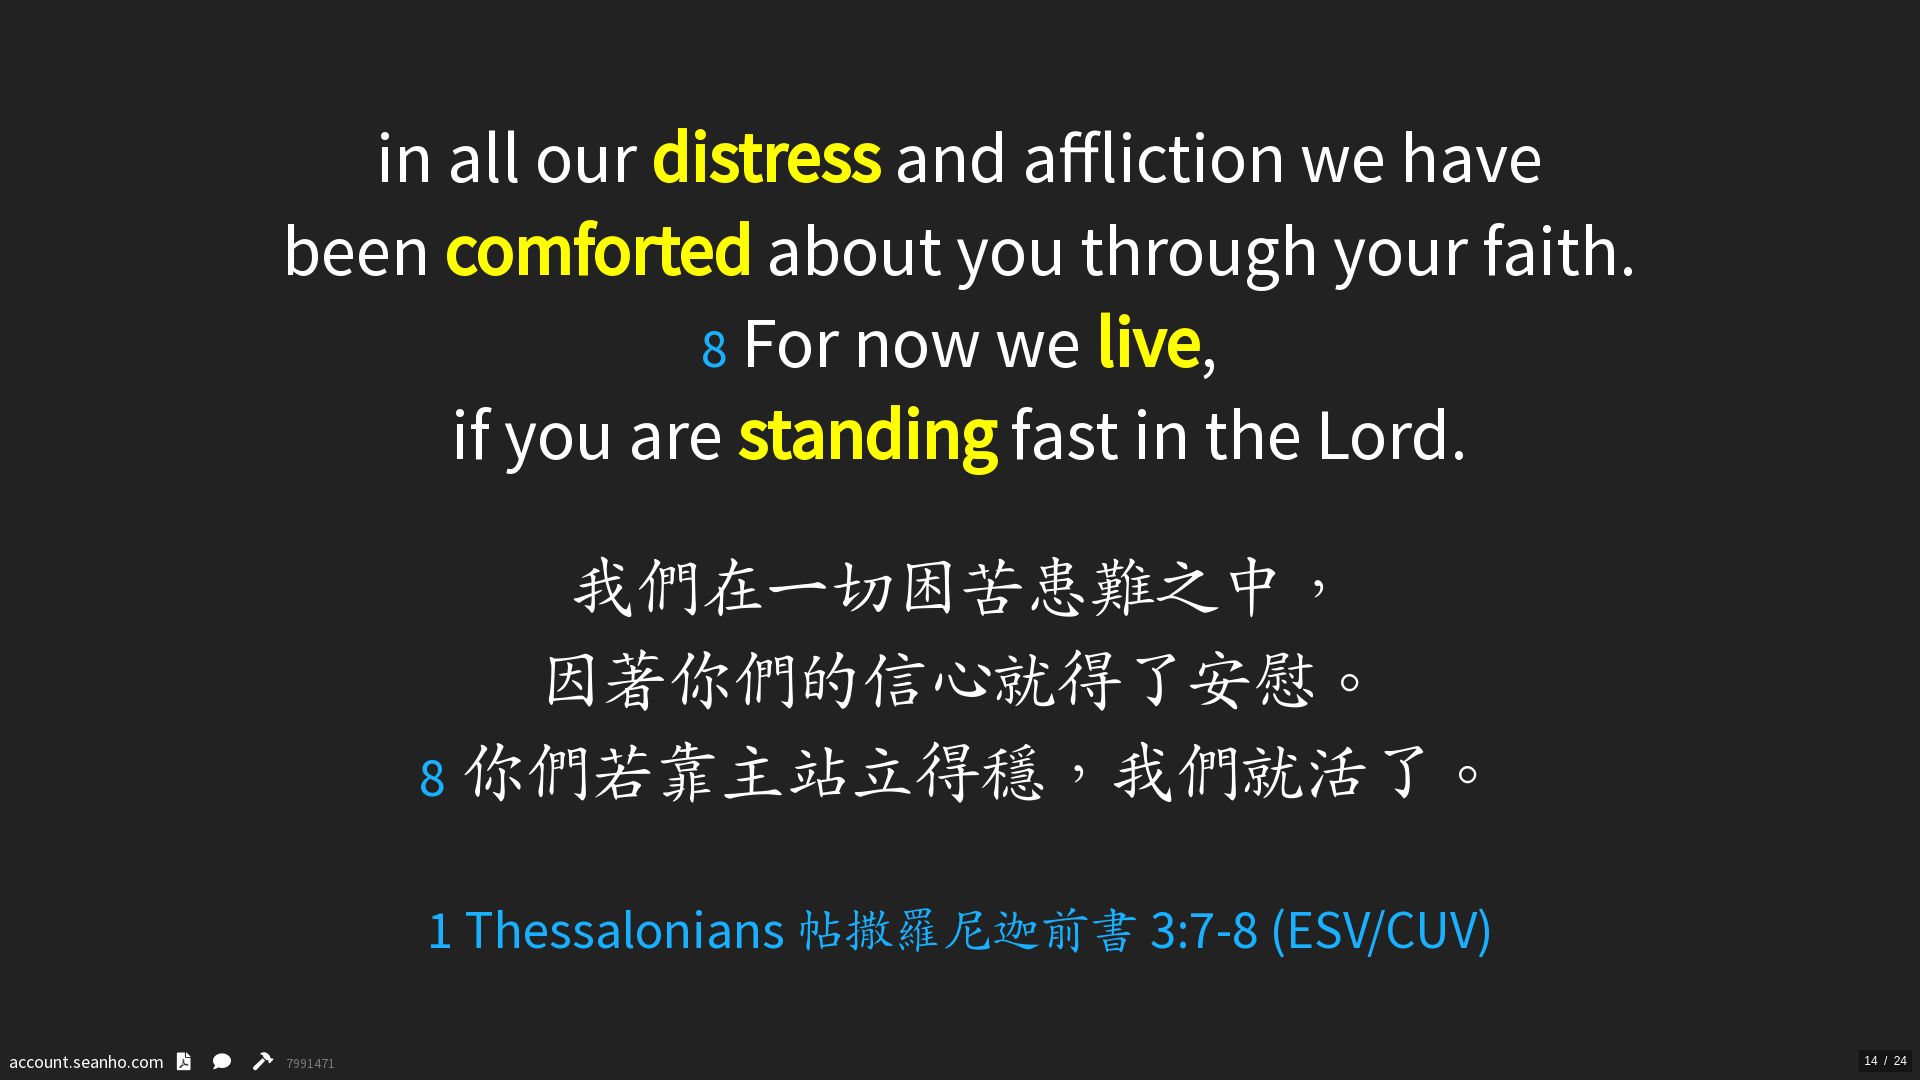 in all our distress and affliction we have
been comforted about you through your faith.
8 For now we live,
if you are standing fast in the Lord.
我們在一切困苦患難之中，
因著你們的信心就得了安慰。
8 你們若靠主站立得穩，我們就活了。
1 Thessalonians 帖撒羅尼迦前書 3:7-8 (ESV/CUV)
account.seanho.com 7991471
14 / 24